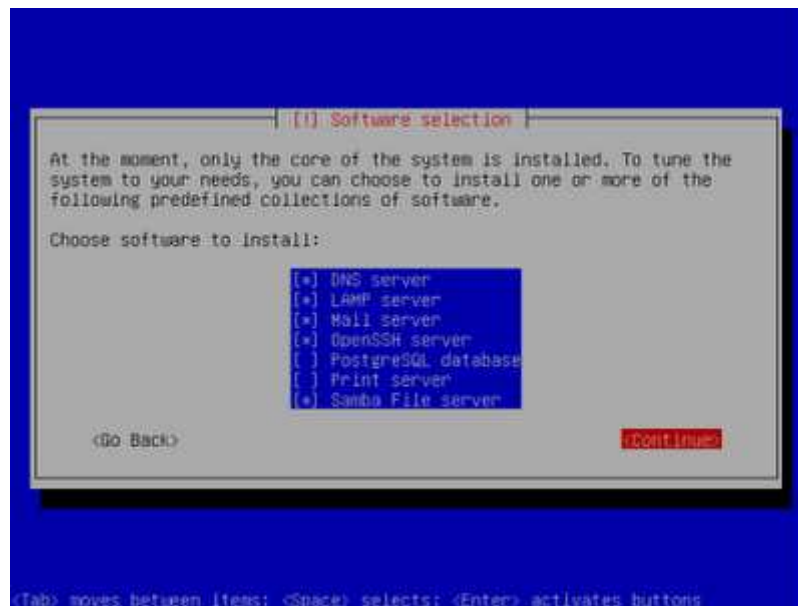 [!] Software selection
At the moment, only the core of the system is installed. To tune the
system to your needs, you can choose to install one or more of the
following predefined collections of software.
Choose software to install:
[*] DNS server
[*] LAMP server
[*] Mail server
[*] OpenSSH server
[ ] PostgreSQL database
[ ] Print server
[*] Samba File server
<Go Back>
<Continue>
<Tab> moves between items; <Space> selects; <Enter> activates buttons